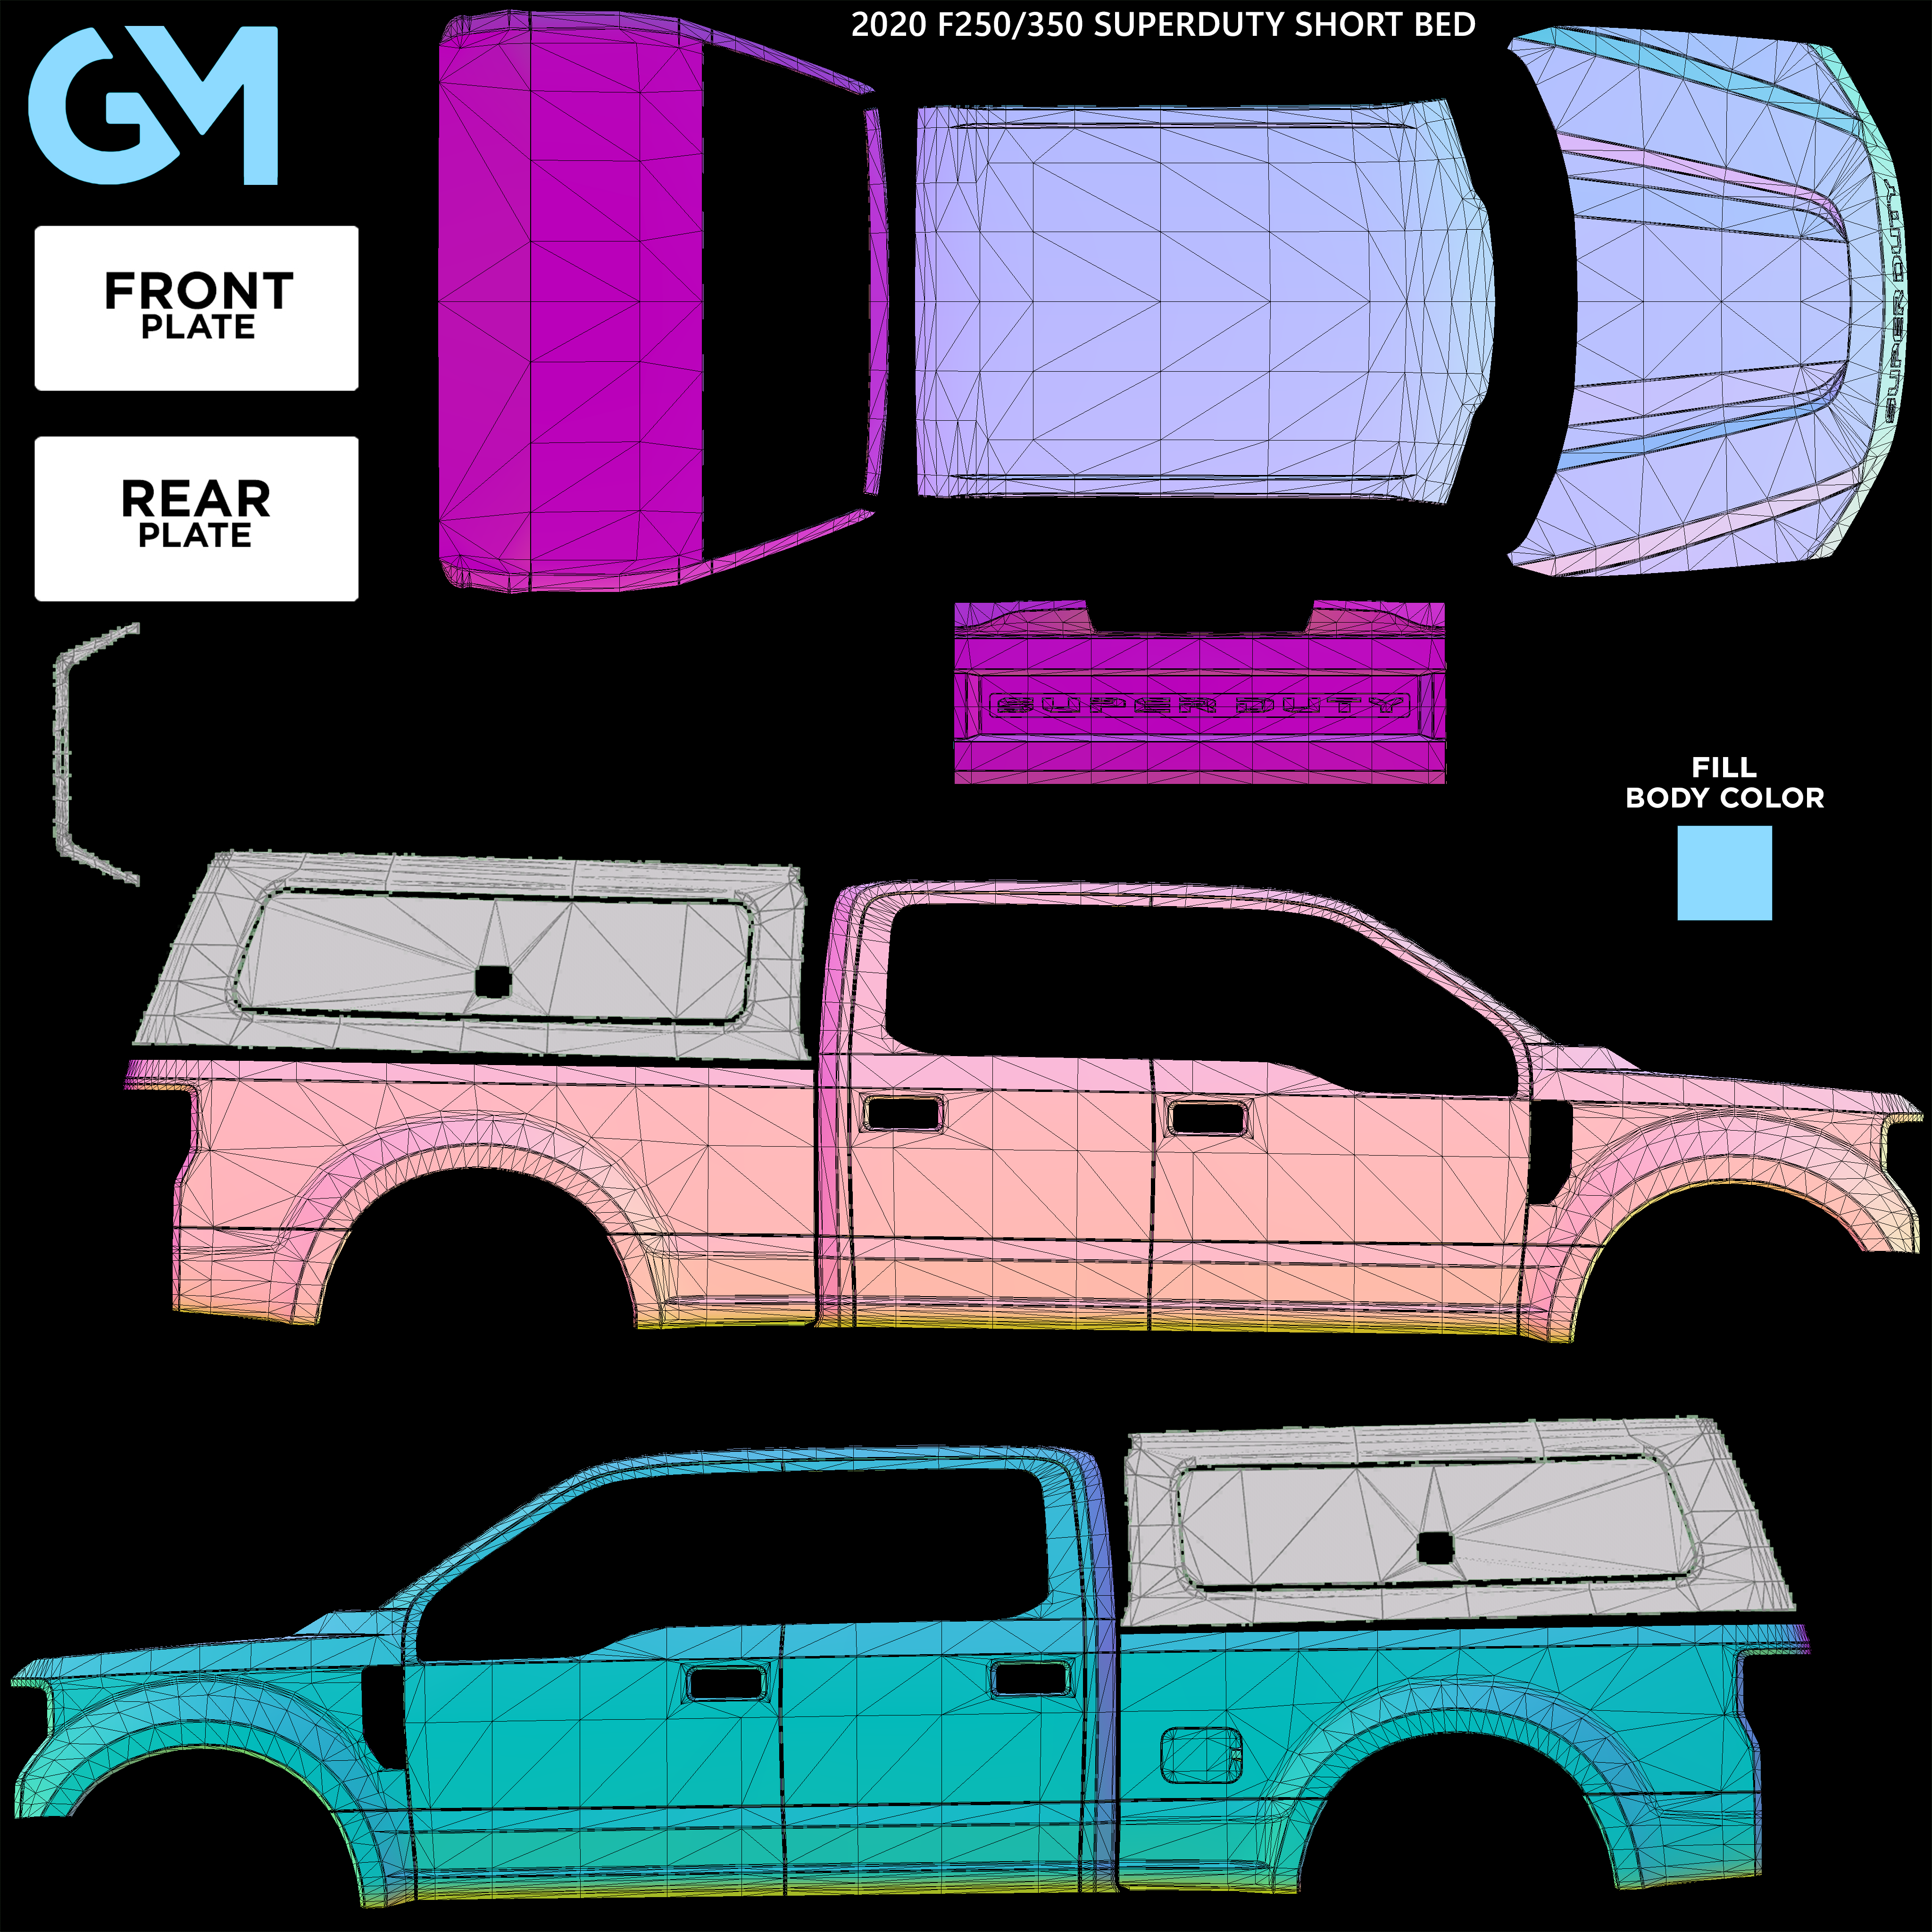 GM
2020 F250/350 SUPERDUTY SHORT BED
FRONT
PLATE
SUPER DUTY
REAR
PLATE
SUPER DUTY
FILL
BODY COLOR